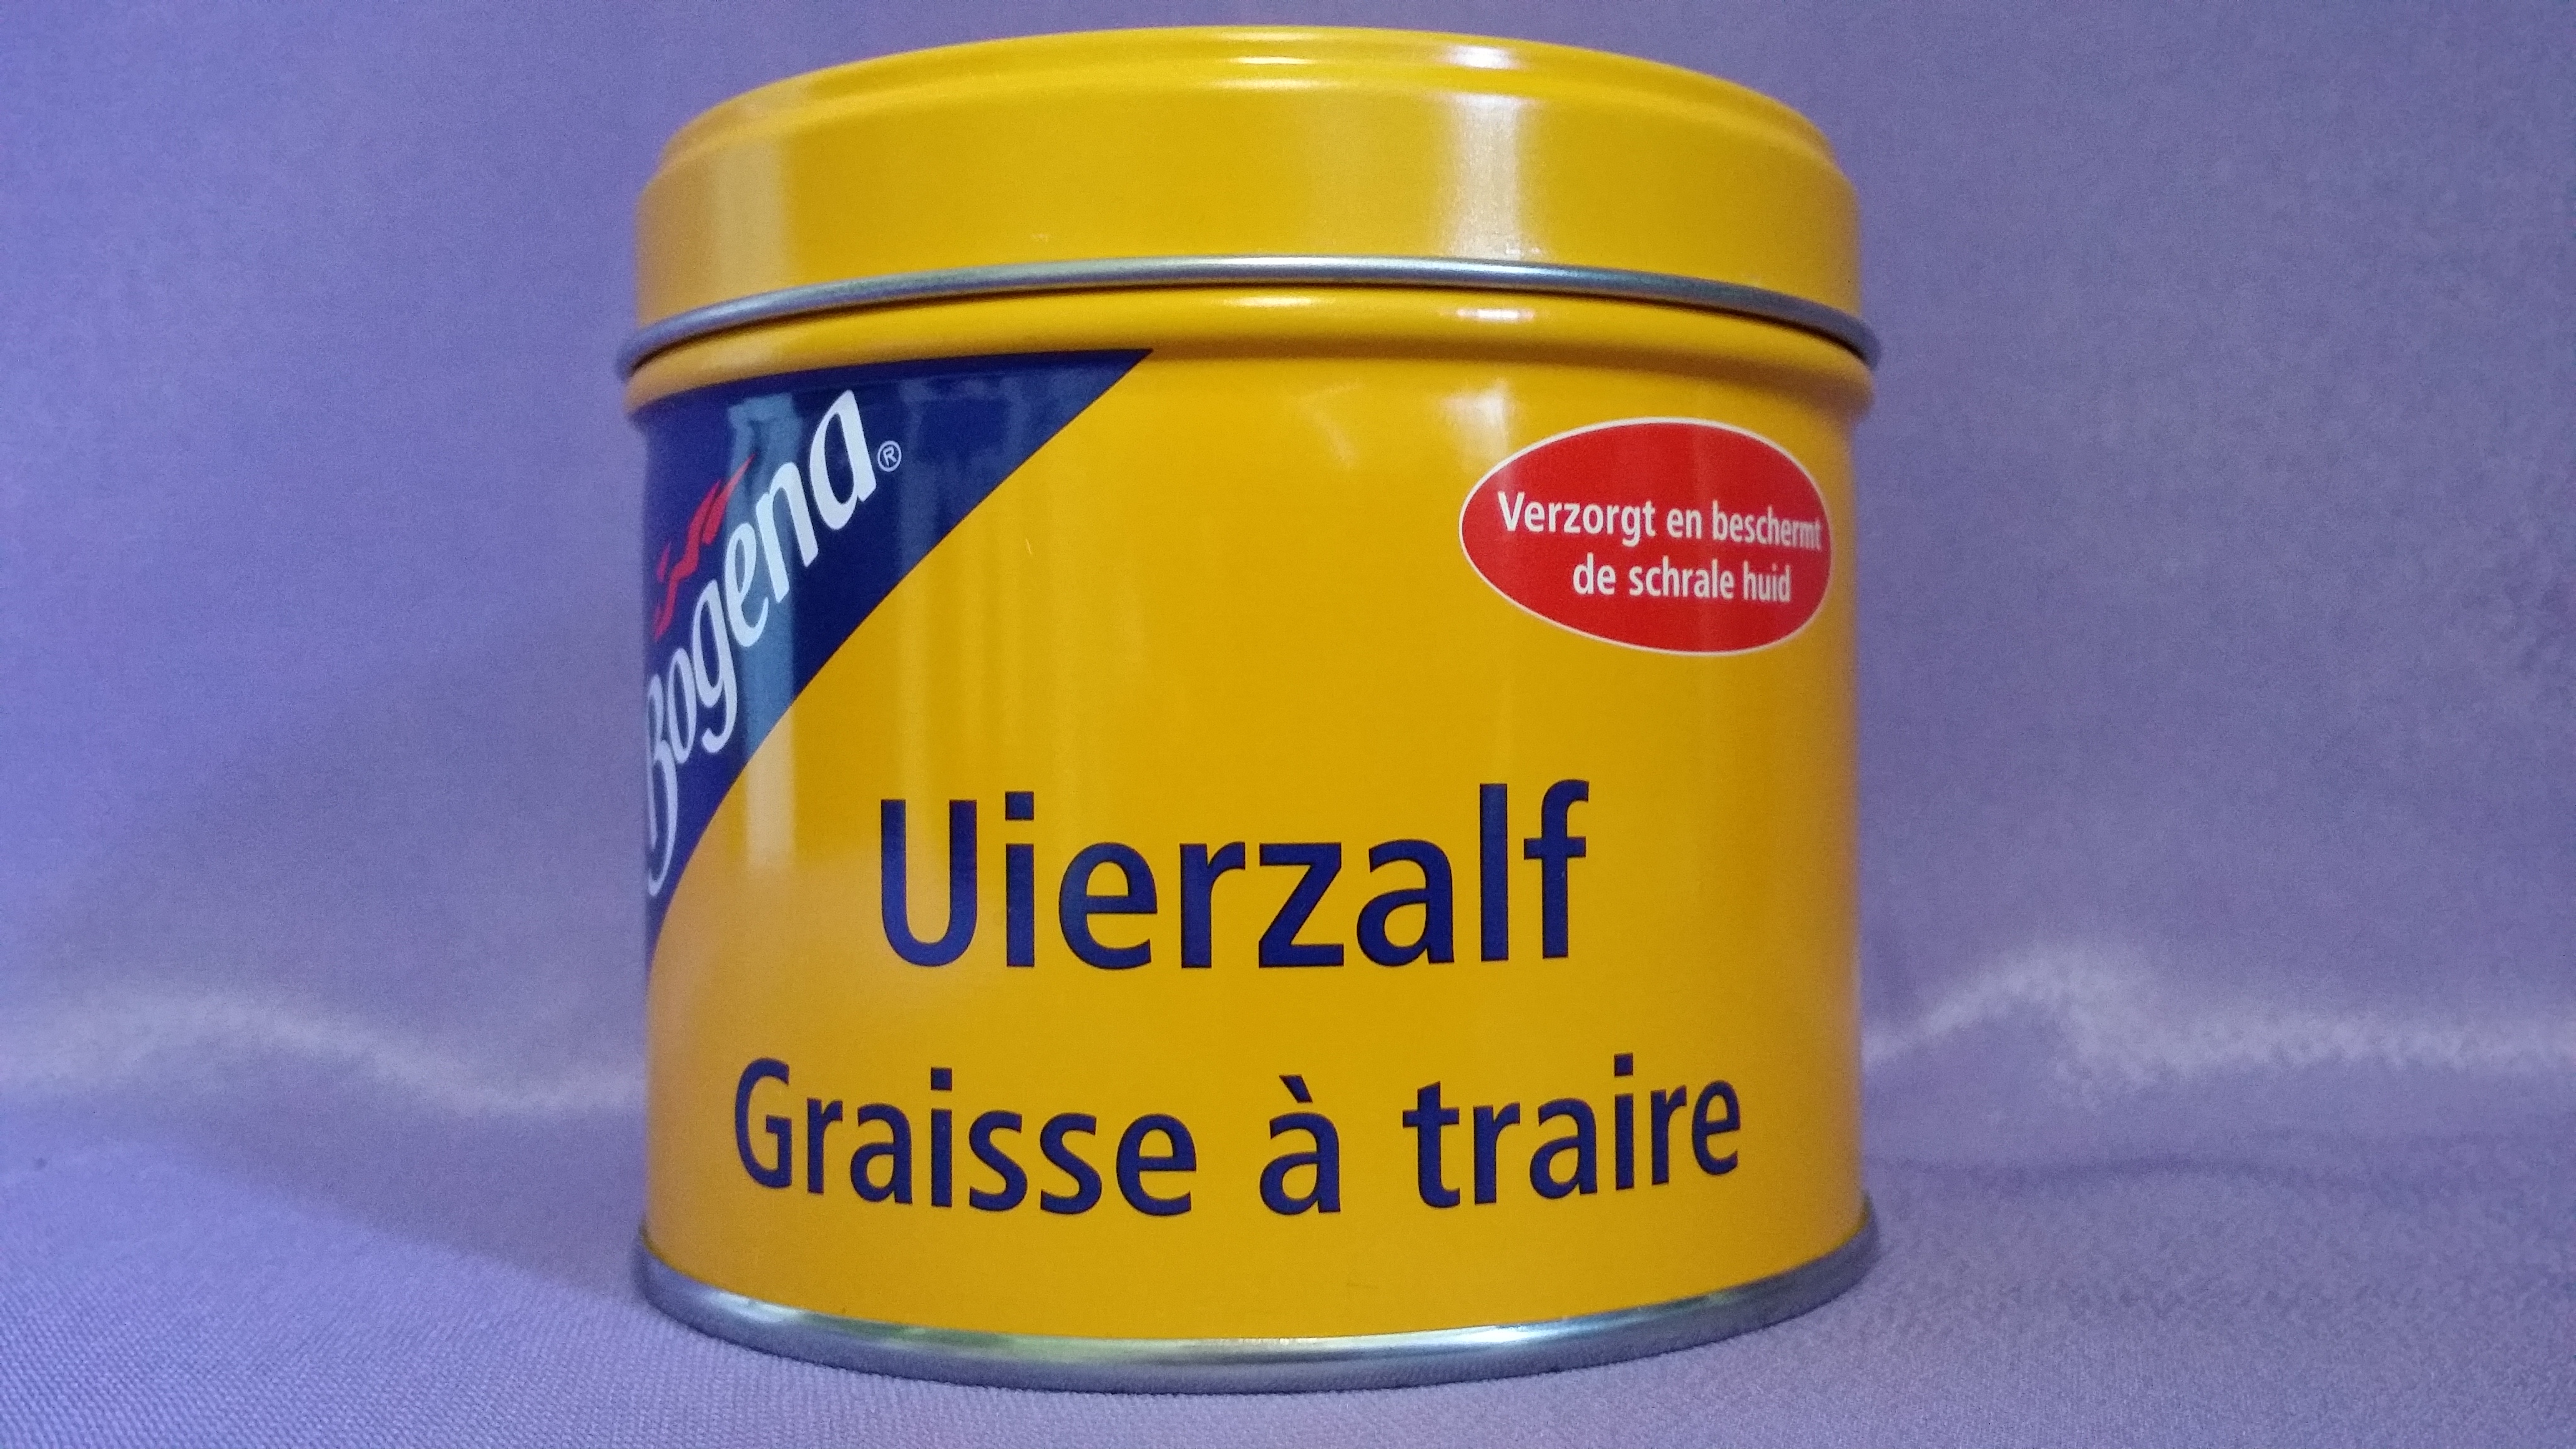 Bogena®
Verzorgt en beschermt
de schrale huid
Uierzalf
Graisse à traire